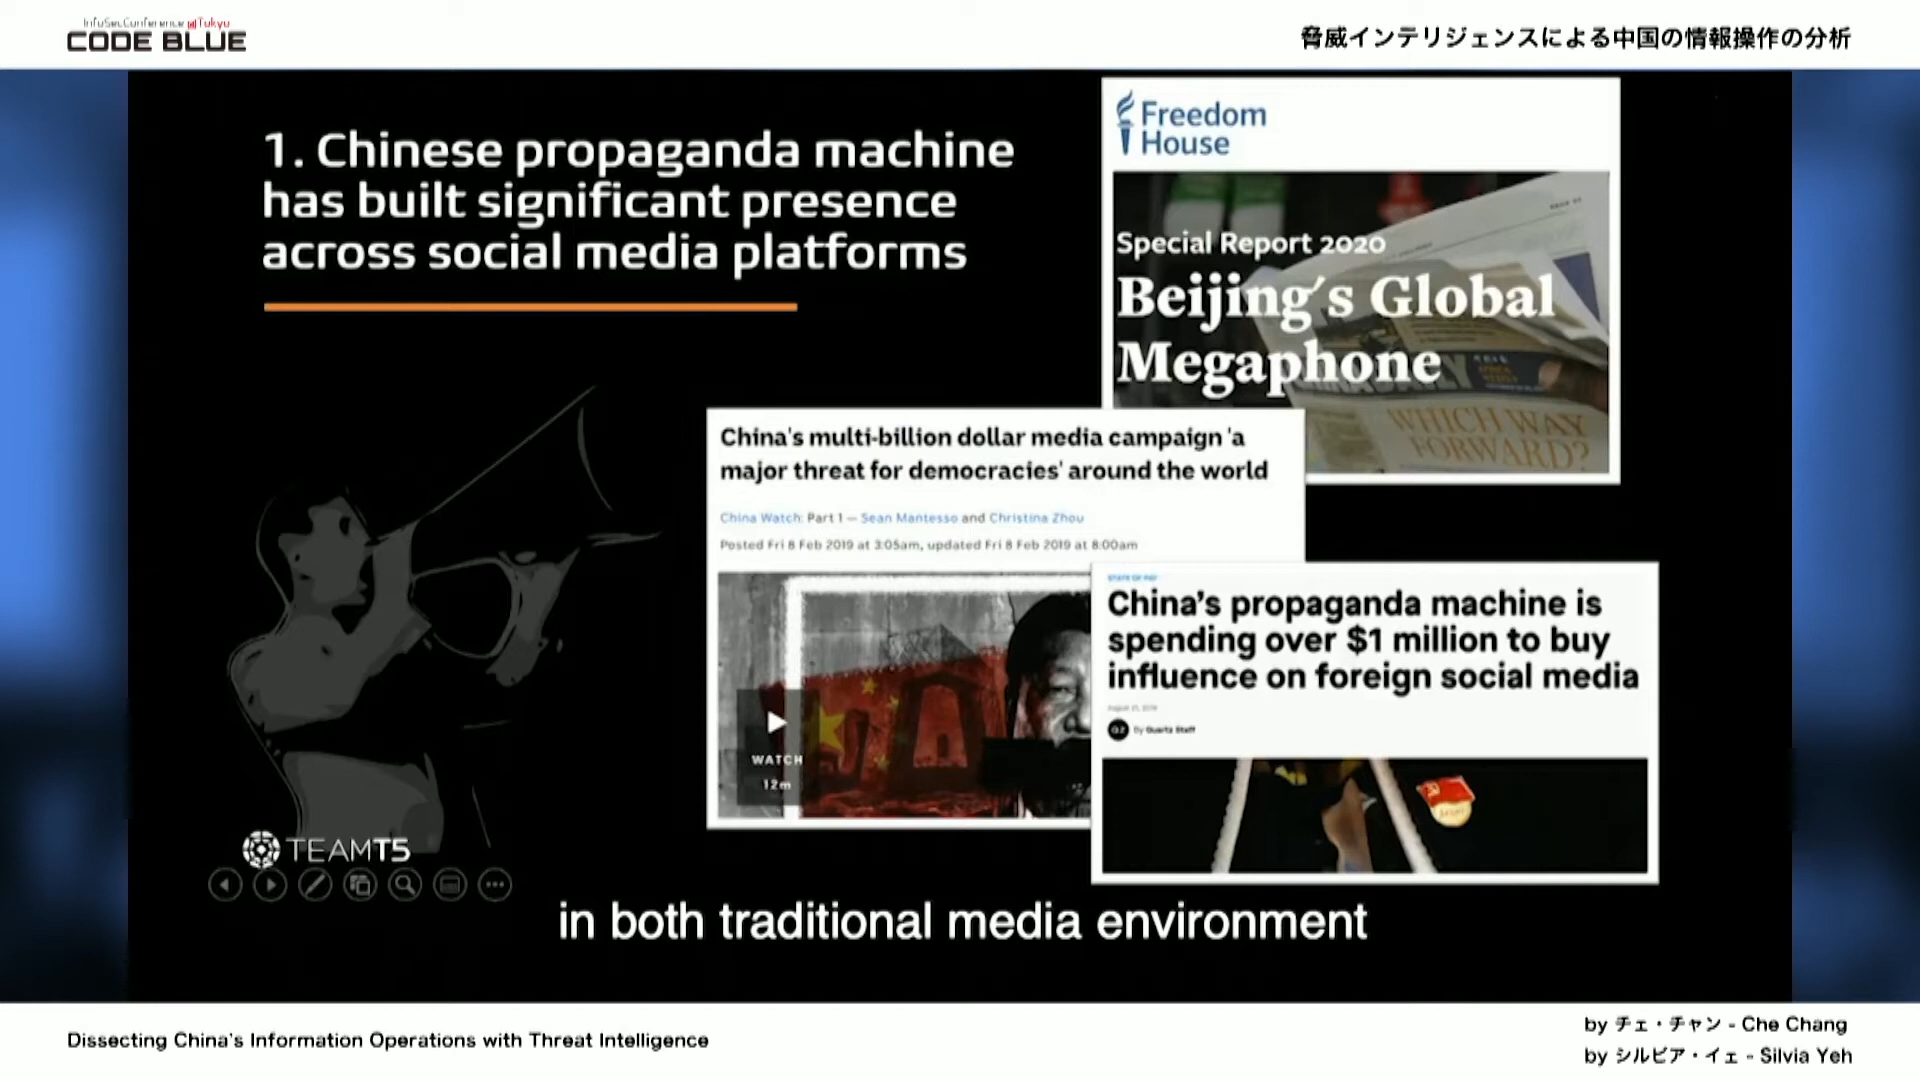 InfoSecConference @Tokyo
CODE BLUE
脅威インテリジェンスによる中国の情報操作の分析
1. Chinese propaganda machine
has built significant presence
across social media platforms
Freedom
House
Special Report 2020
Beijing's Global
Megaphone
WHICH WAY
FORWARD?
China's multi-billion dollar media campaign 'a
major threat for democracies' around the world
China Watch: Part 1 — Sean Mantesso and Christina Zhou
Posted Fri 8 Feb 2019 at 3:05am, updated Fri 8 Feb 2019 at 8:00am
WATCH
12m
STATE OF PAY
China's propaganda machine is
spending over $1 million to buy
influence on foreign social media
By Quartz Staff
TEAMT5
in both traditional media environment
Dissecting China's Information Operations with Threat Intelligence
by チェ・チャン - Che Chang
by シルビア・イェ - Silvia Yeh